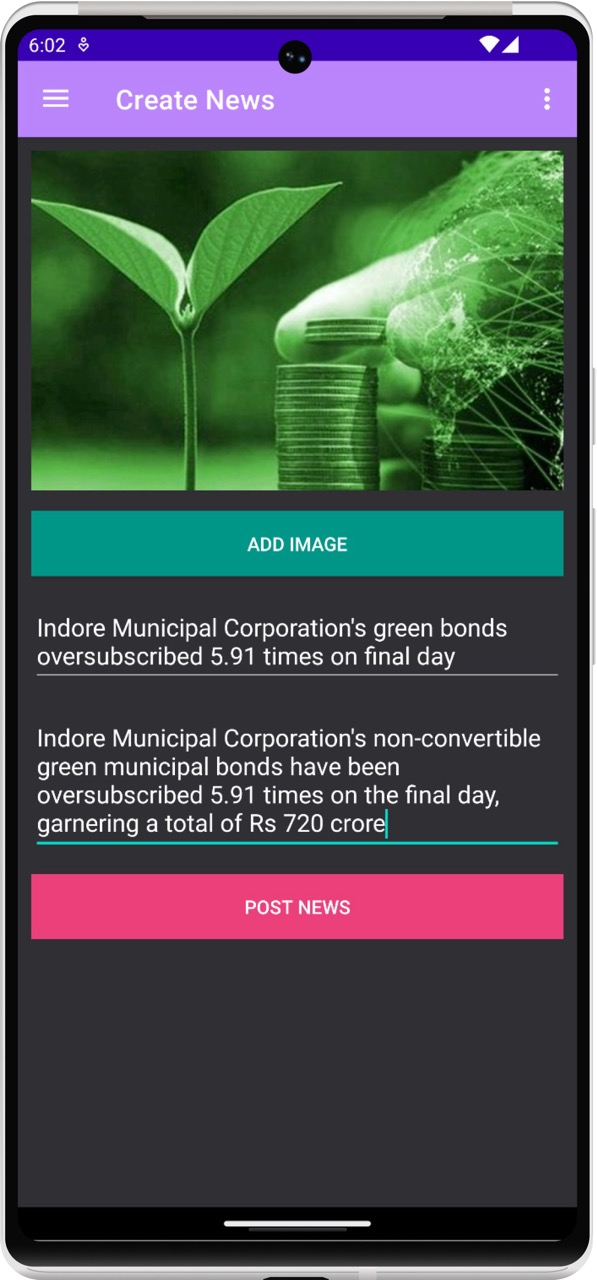 6:02
Create News
ADD IMAGE
Indore Municipal Corporation's green bonds
oversubscribed 5.91 times on final day
Indore Municipal Corporation's non-convertible
green municipal bonds have been
oversubscribed 5.91 times on the final day,
garnering a total of Rs 720 crore
POST NEWS